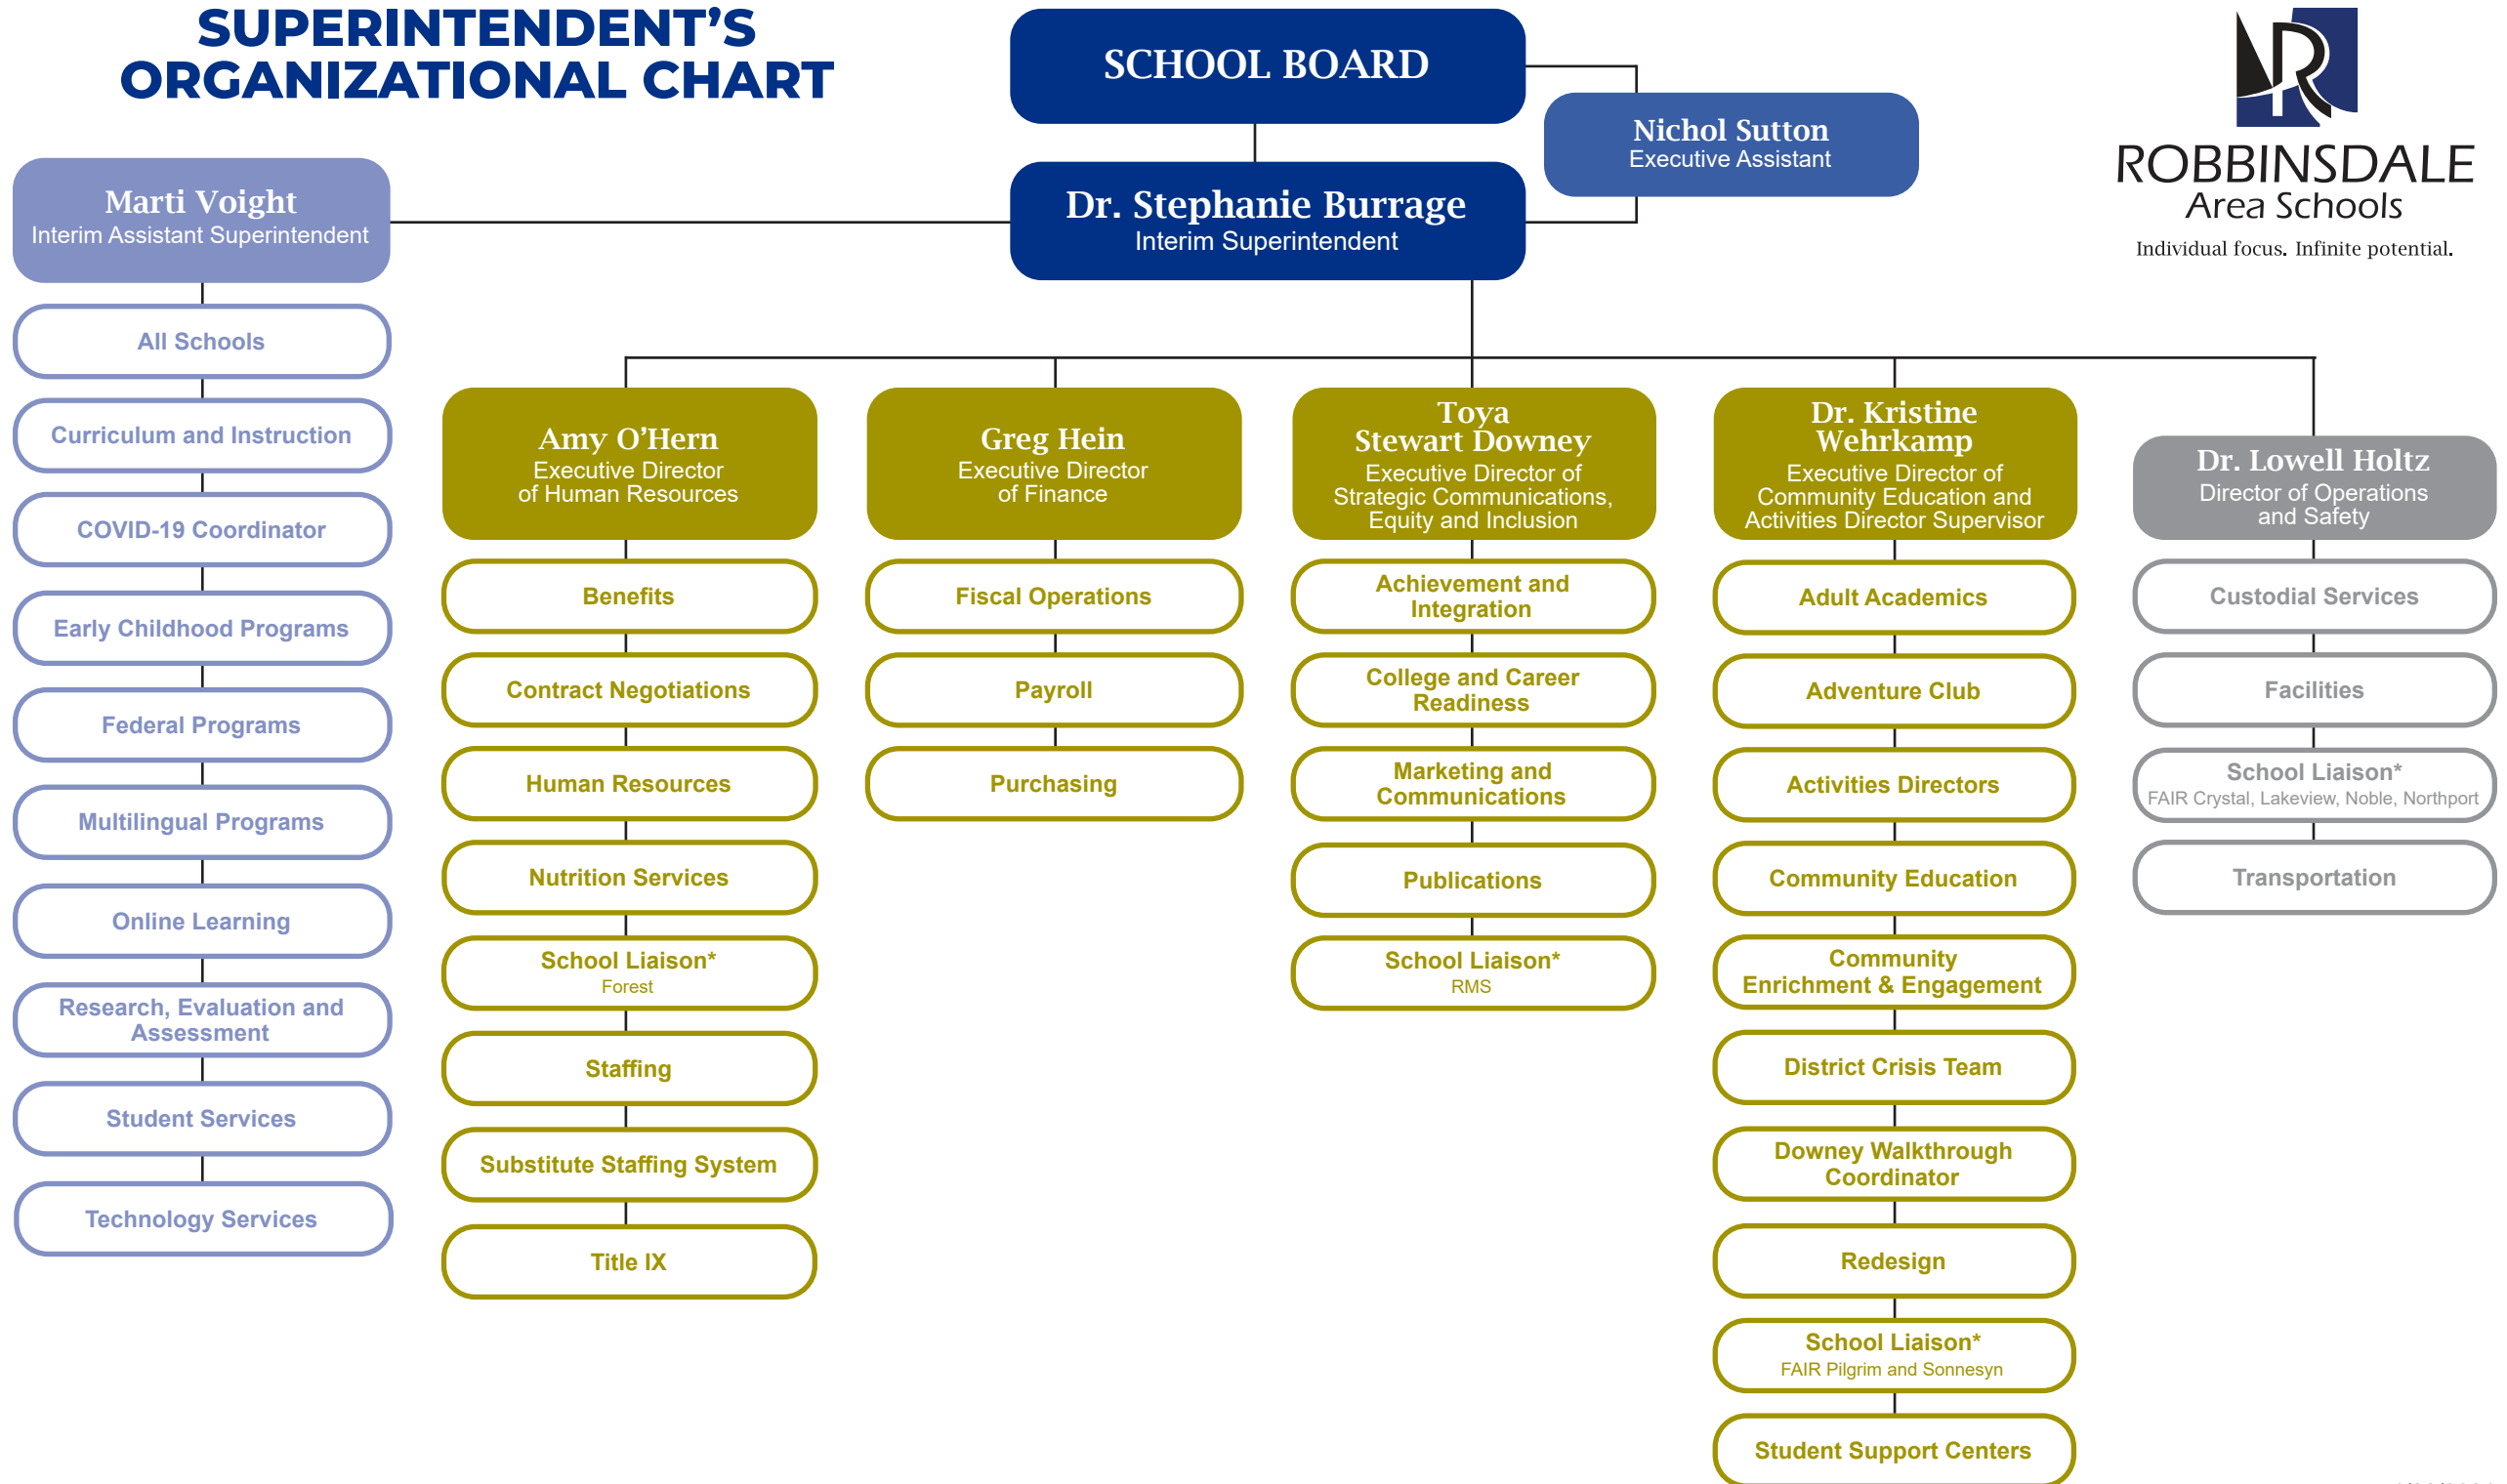 SUPERINTENDENT’S
ORGANIZATIONAL CHART
SCHOOL BOARD
Nichol Sutton
Executive Assistant
ROBBINSDALE
Area Schools
Individual focus. Infinite potential.
Dr. Stephanie Burrage
Interim Superintendent
Marti Voight
Interim Assistant Superintendent
All Schools
Curriculum and Instruction
COVID-19 Coordinator
Early Childhood Programs
Federal Programs
Multilingual Programs
Online Learning
Research, Evaluation and
Assessment
Student Services
Technology Services
Amy O’Hern
Executive Director
of Human Resources
Benefits
Contract Negotiations
Human Resources
Nutrition Services
School Liaison*
Forest
Staffing
Substitute Staffing System
Title IX
Greg Hein
Executive Director
of Finance
Fiscal Operations
Payroll
Purchasing
Toya
Stewart Downey
Executive Director of
Strategic Communications,
Equity and Inclusion
Achievement and
Integration
College and Career
Readiness
Marketing and
Communications
Publications
School Liaison*
RMS
Dr. Kristine
Wehrkamp
Executive Director of
Community Education and
Activities Director Supervisor
Adult Academics
Adventure Club
Activities Directors
Community Education
Community
Enrichment & Engagement
District Crisis Team
Downey Walkthrough
Coordinator
Redesign
School Liaison*
FAIR Pilgrim and Sonnesyn
Student Support Centers
Dr. Lowell Holtz
Director of Operations
and Safety
Custodial Services
Facilities
School Liaison*
FAIR Crystal, Lakeview, Noble, Northport
Transportation